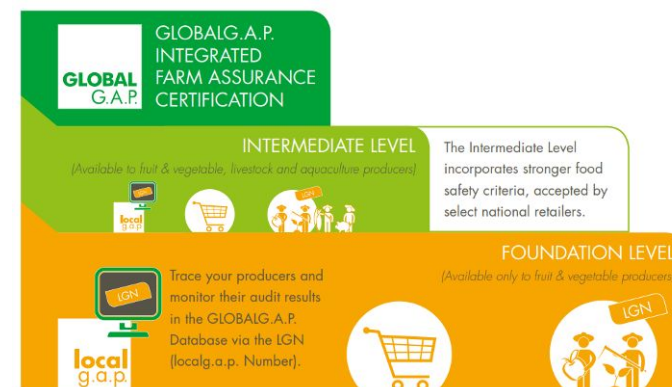 GLOBAL
G.A.P.
GLOBALG.A.P.
INTEGRATED
FARM ASSURANCE
CERTIFICATION
INTERMEDIATE LEVEL
(Available to fruit & vegetable, livestock and aquaculture producers)
LGN
local
g.a.p.
LGN
The Intermediate Level
incorporates stronger food
safety criteria, accepted by
select national retailers.
FOUNDATION LEVEL
(Available only to fruit & vegetable producers
LGN
local
g.a.p.
Trace your producers and
monitor their audit results
in the GLOBALG.A.P.
Database via the LGN
(localg.a.p. Number).
LGN